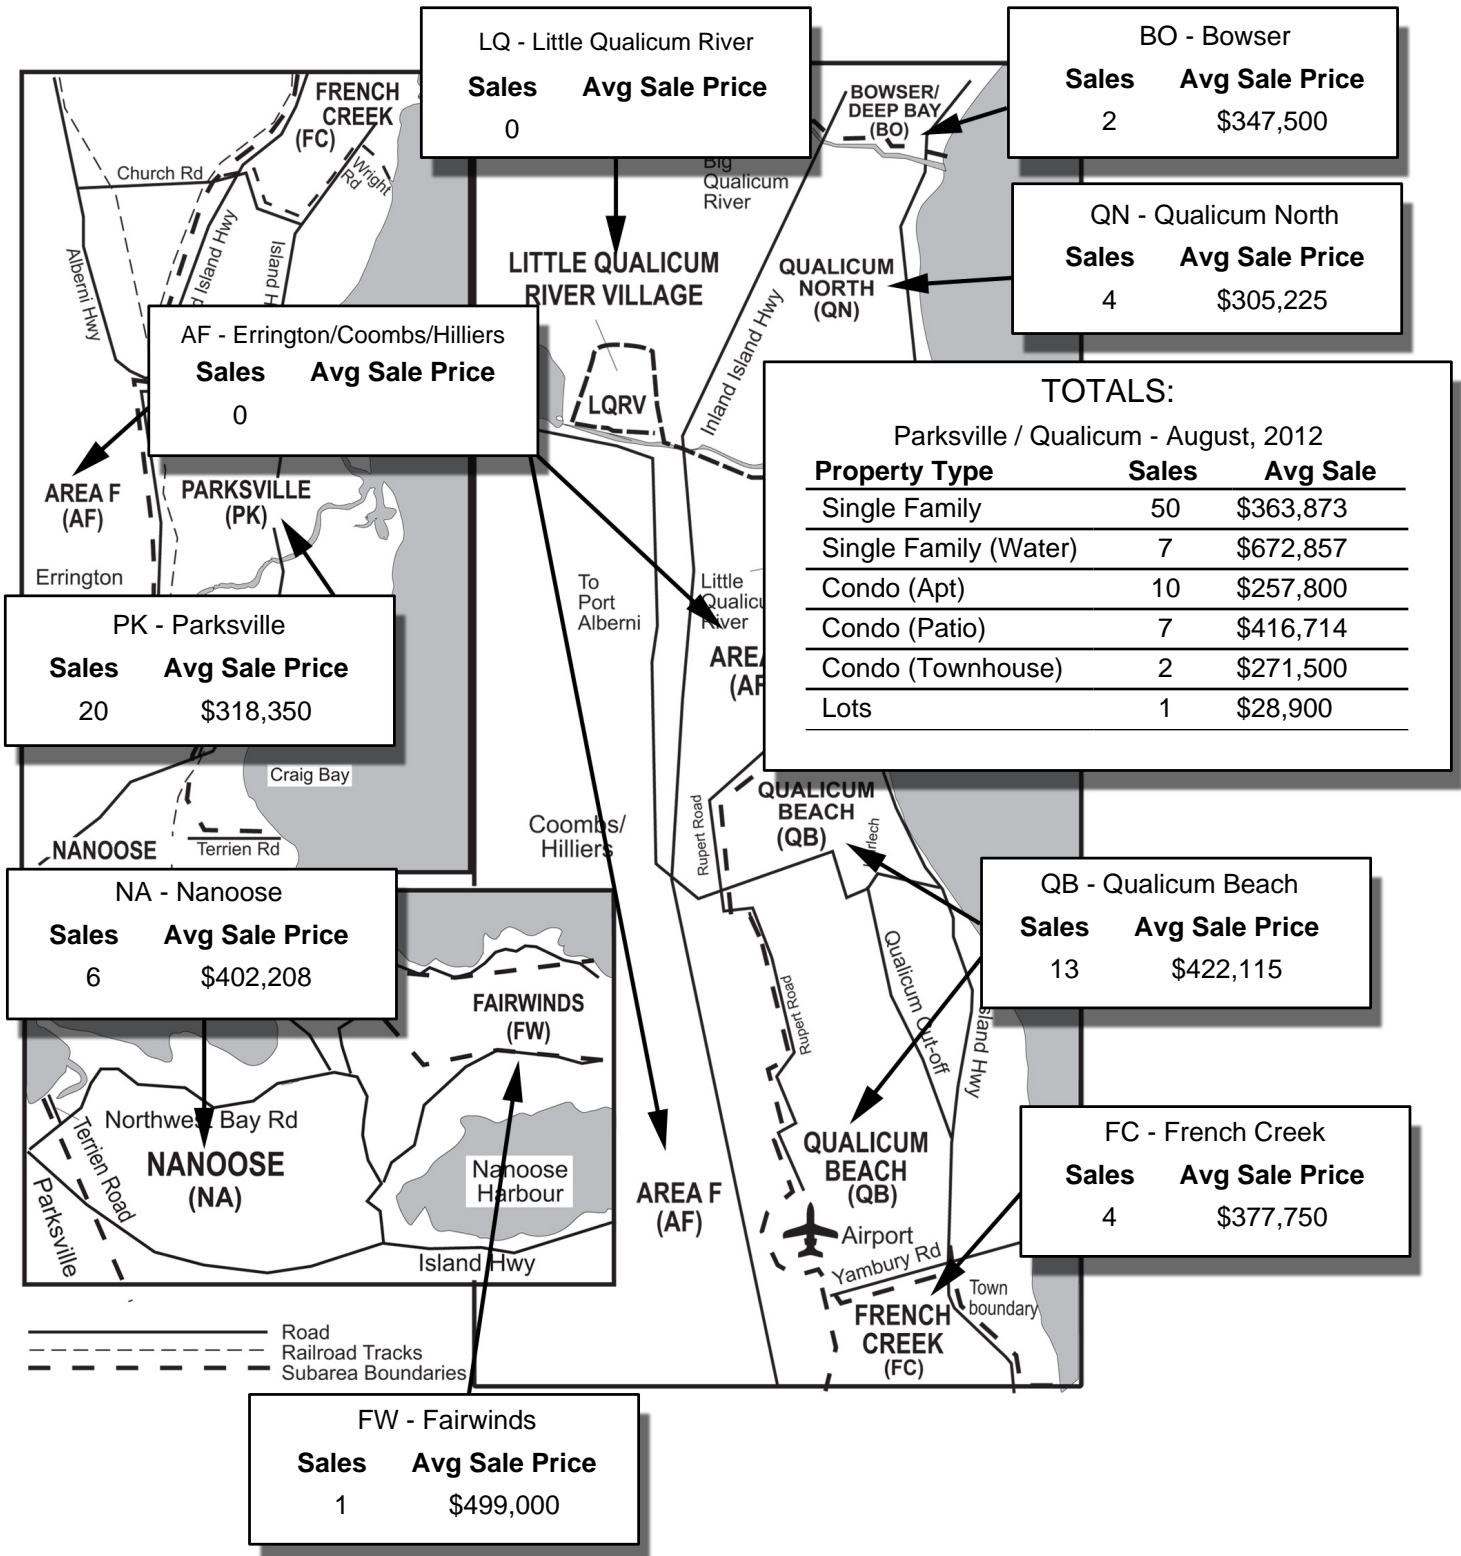 LQ - Little Qualicum River
Sales Avg Sale Price
0
BO - Bowser
Sales Avg Sale Price
2 $347,500
FRENCH
CREEK
(FC)
BOWSER/
DEEP BAY
(BO)
Church Rd
Wright
Rd
Big
Qualicum
River
QN - Qualicum North
Sales Avg Sale Price
4 $305,225
Alberni Hwy
d Island Hwy
Island H
LITTLE QUALICUM
RIVER VILLAGE
QUALICUM
NORTH
(QN)
Inland Island Hwy
AF - Errington/Coombs/Hilliers
Sales Avg Sale Price
0
LQRV
TOTALS:
Parksville / Qualicum - August, 2012
Property Type Sales Avg Sale
Single Family 50 $363,873
Single Family (Water) 7 $672,857
Condo (Apt) 10 $257,800
Condo (Patio) 7 $416,714
Condo (Townhouse) 2 $271,500
Lots 1 $28,900
AREA F
(AF)
PARKSVILLE
(PK)
Errington
To
Port
Alberni
Little
Qualicu
River
AREA
(AF
PK - Parksville
Sales Avg Sale Price
20 $318,350
Craig Bay
Terrien Rd
NANOOSE
Coombs/
Hilliers
Rupert Road
QUALICUM
BEACH
(QB)
NA - Nanoose
Sales Avg Sale Price
6 $402,208
QB - Qualicum Beach
Sales Avg Sale Price
13 $422,115
FAIRWINDS
(FW)
Rupert Road
Qualicum Cut-off
sland Hwy
Northwest Bay Rd
Terrien Road
Parksville
NANOOSE
(NA)
Nanoose
Harbour
Island Hwy
AREA F
(AF)
QUALICUM
BEACH
(QB)
FC - French Creek
Sales Avg Sale Price
4 $377,750
Airport
Yambury Rd
Town
boundary
FRENCH
CREEK
(FC)
Road
Railroad Tracks
Subarea Boundaries
FW - Fairwinds
Sales Avg Sale Price
1 $499,000